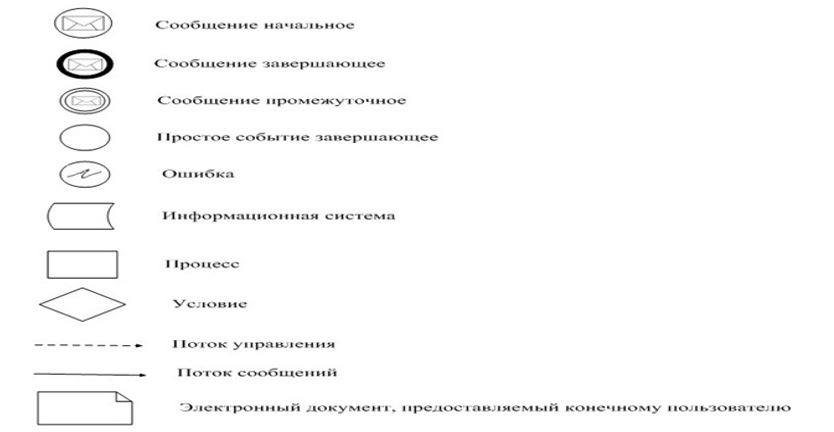 Сообщение начальное
Сообщение завершающее
Сообщение промежуточное
Простое событие завершающее
Ошибка
Информационная система
Процесс
Условие
Поток управления
Поток сообщений
Электронный документ, предоставляемый конечному пользователю